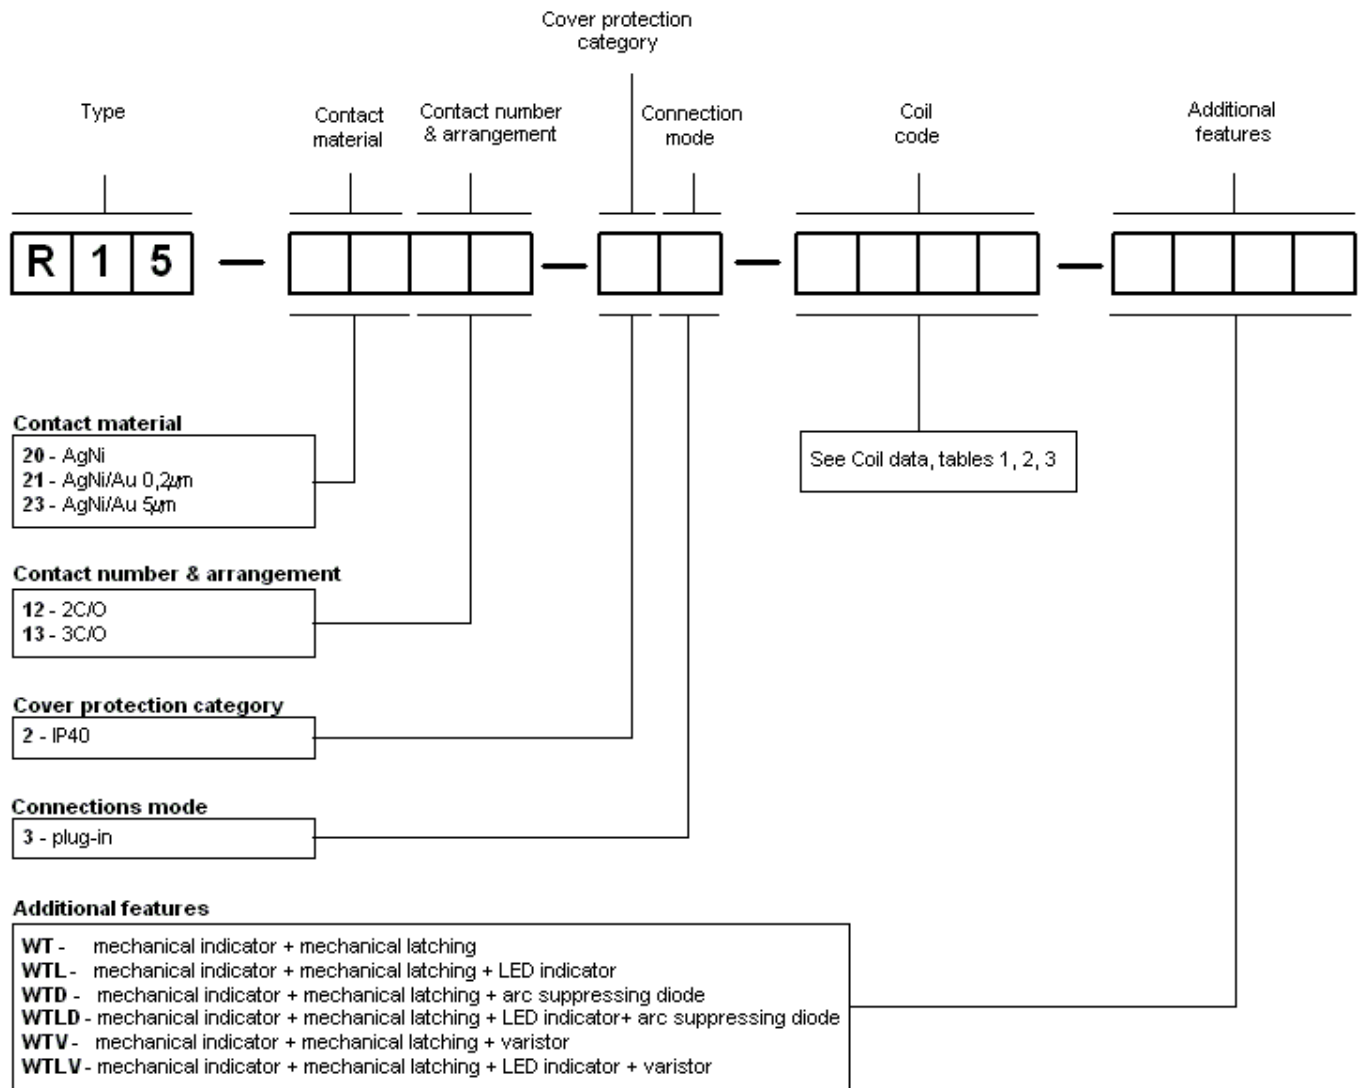 Cover protection
category
Type
Contact
material
Contact number
& arrangement
Connection
mode
Coil
code
Additional
features
R 1 5 — — — —
Contact material
20 - AgNi
21 - AgNi/Au 0,2µm
23 - AgNi/Au 5µm
See Coil data, tables 1, 2, 3
Contact number & arrangement
12 - 2C/O
13 - 3C/O
Cover protection category
2 - IP40
Connections mode
3 - plug-in
Additional features
WT - mechanical indicator + mechanical latching
WTL - mechanical indicator + mechanical latching + LED indicator
WTD - mechanical indicator + mechanical latching + arc suppressing diode
WTLD - mechanical indicator + mechanical latching + LED indicator+ arc suppressing diode
WTV - mechanical indicator + mechanical latching + varistor
WTLV - mechanical indicator + mechanical latching + LED indicator + varistor